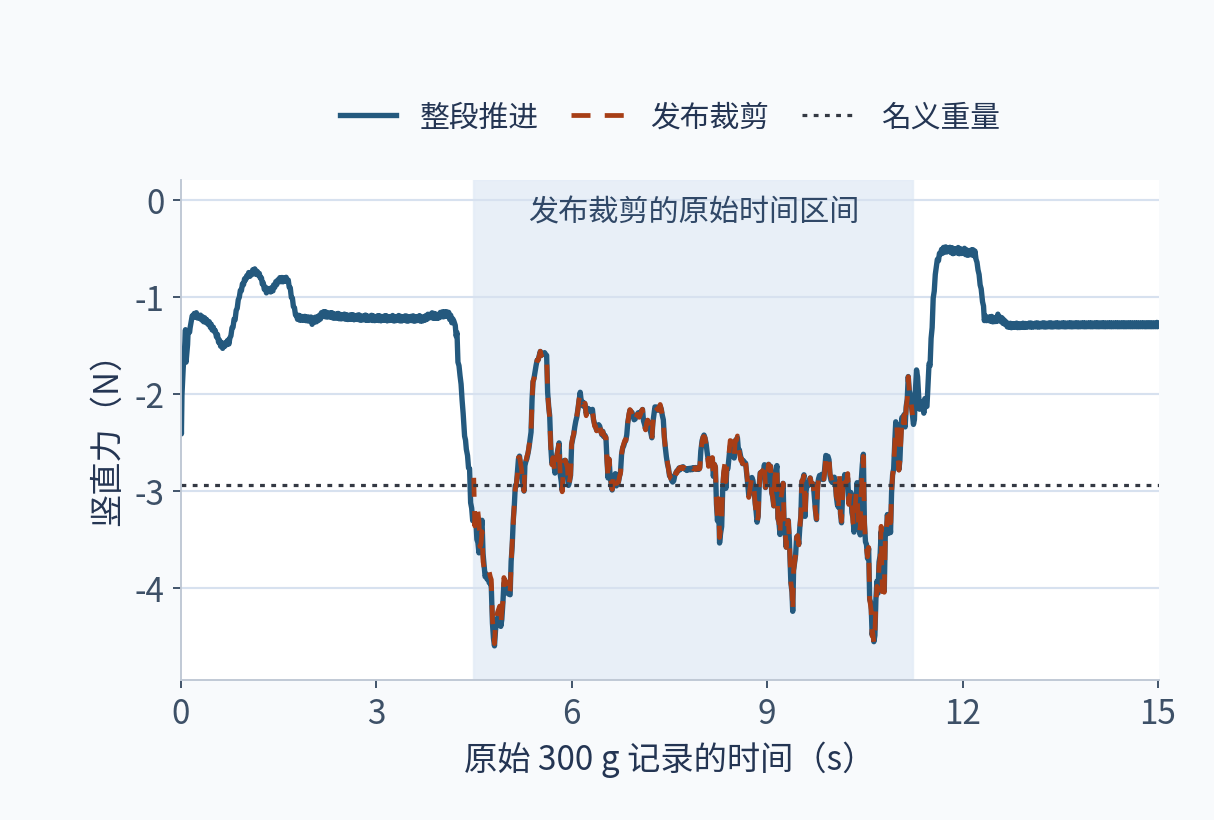 整段推进 发布裁剪 名义重量
发布裁剪的原始时间区间
竖直力（N）
0
-1
-2
-3
-4
0 3 6 9 12 15
原始 300 g 记录的时间（s）